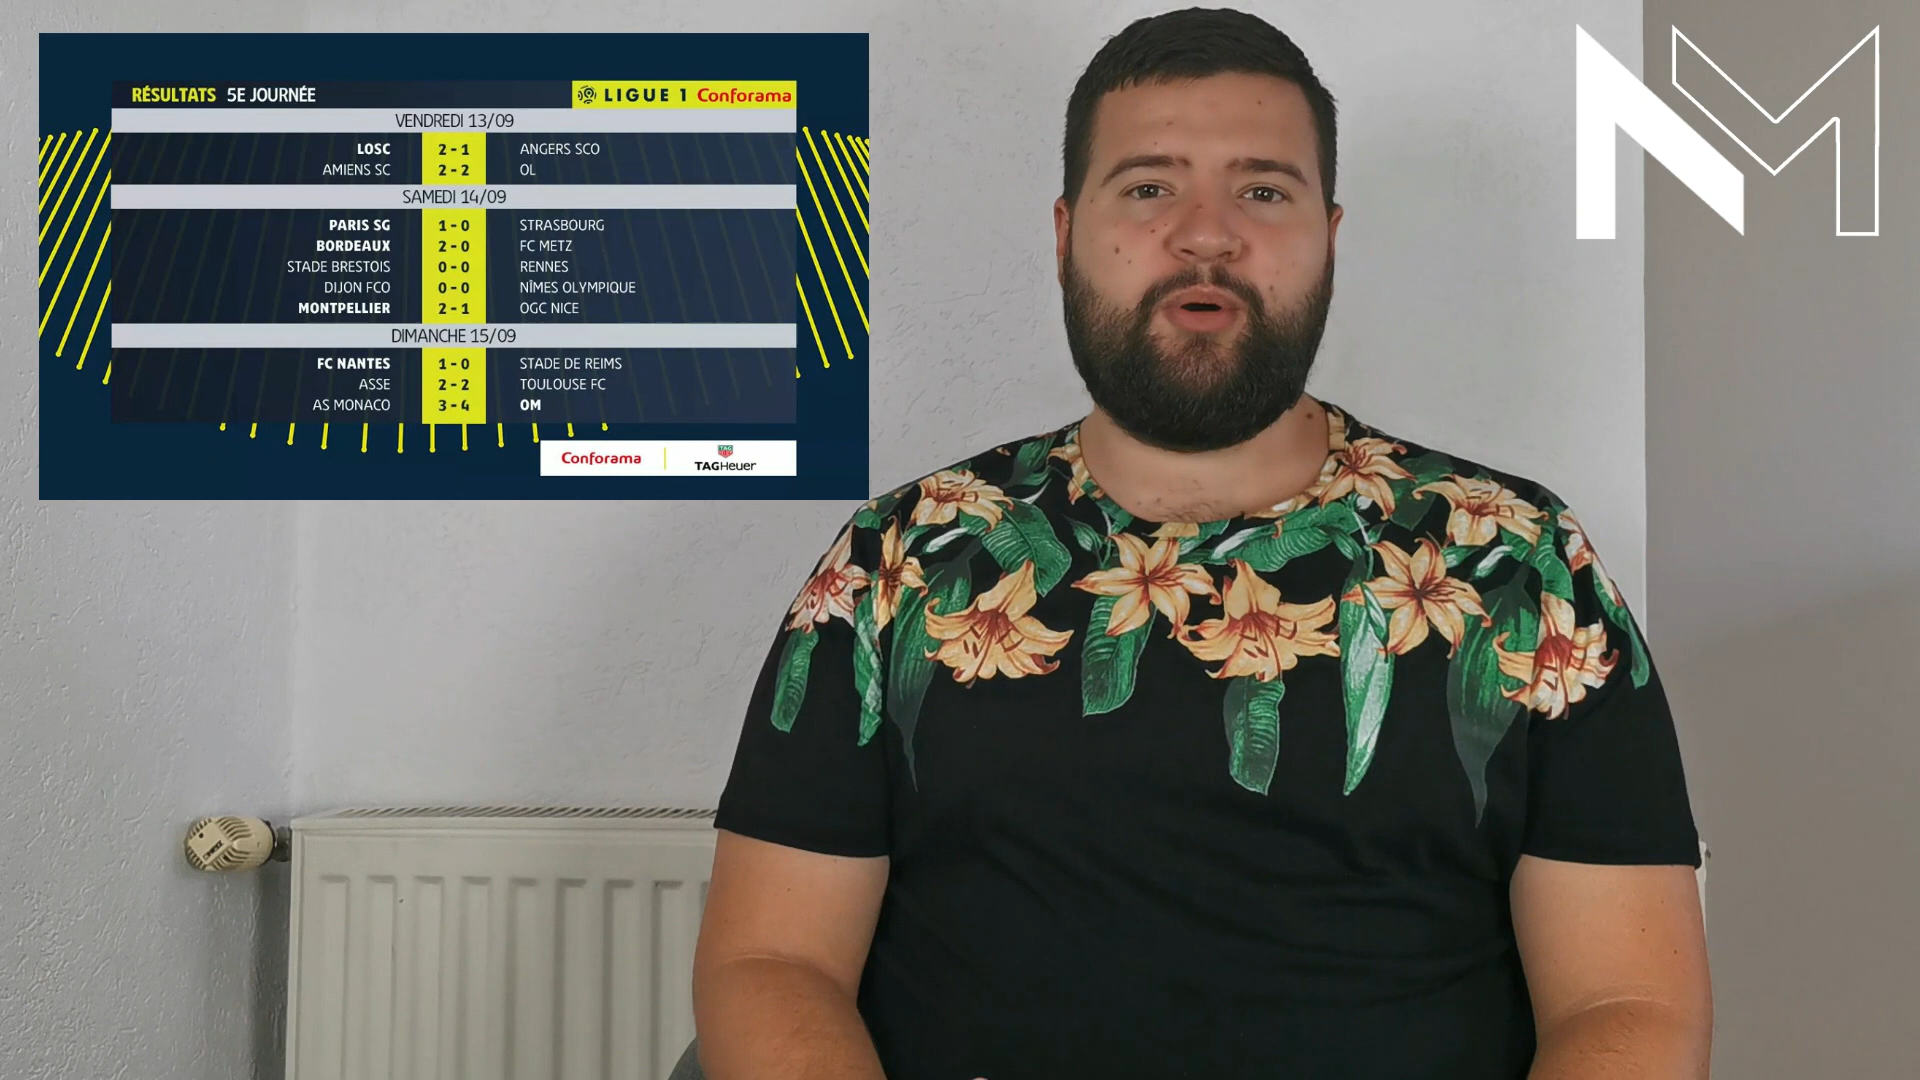 RÉSULTATS 5E JOURNÉE LIGUE 1 Conforama
VENDREDI 13/09
LOSC 2 - 1 ANGERS SCO
AMIENS SC 2 - 2 OL
SAMEDI 14/09
PARIS SG 1 - 0 STRASBOURG
BORDEAUX 2 - 0 FC METZ
STADE BRESTOIS 0 - 0 RENNES
DIJON FCO 0 - 0 NÎMES OLYMPIQUE
MONTPELLIER 2 - 1 OGC NICE
DIMANCHE 15/09
FC NANTES 1 - 0 STADE DE REIMS
ASSE 2 - 2 TOULOUSE FC
AS MONACO 3 - 4 OM
Conforama TAG HEUER
TAGHeuer
NM